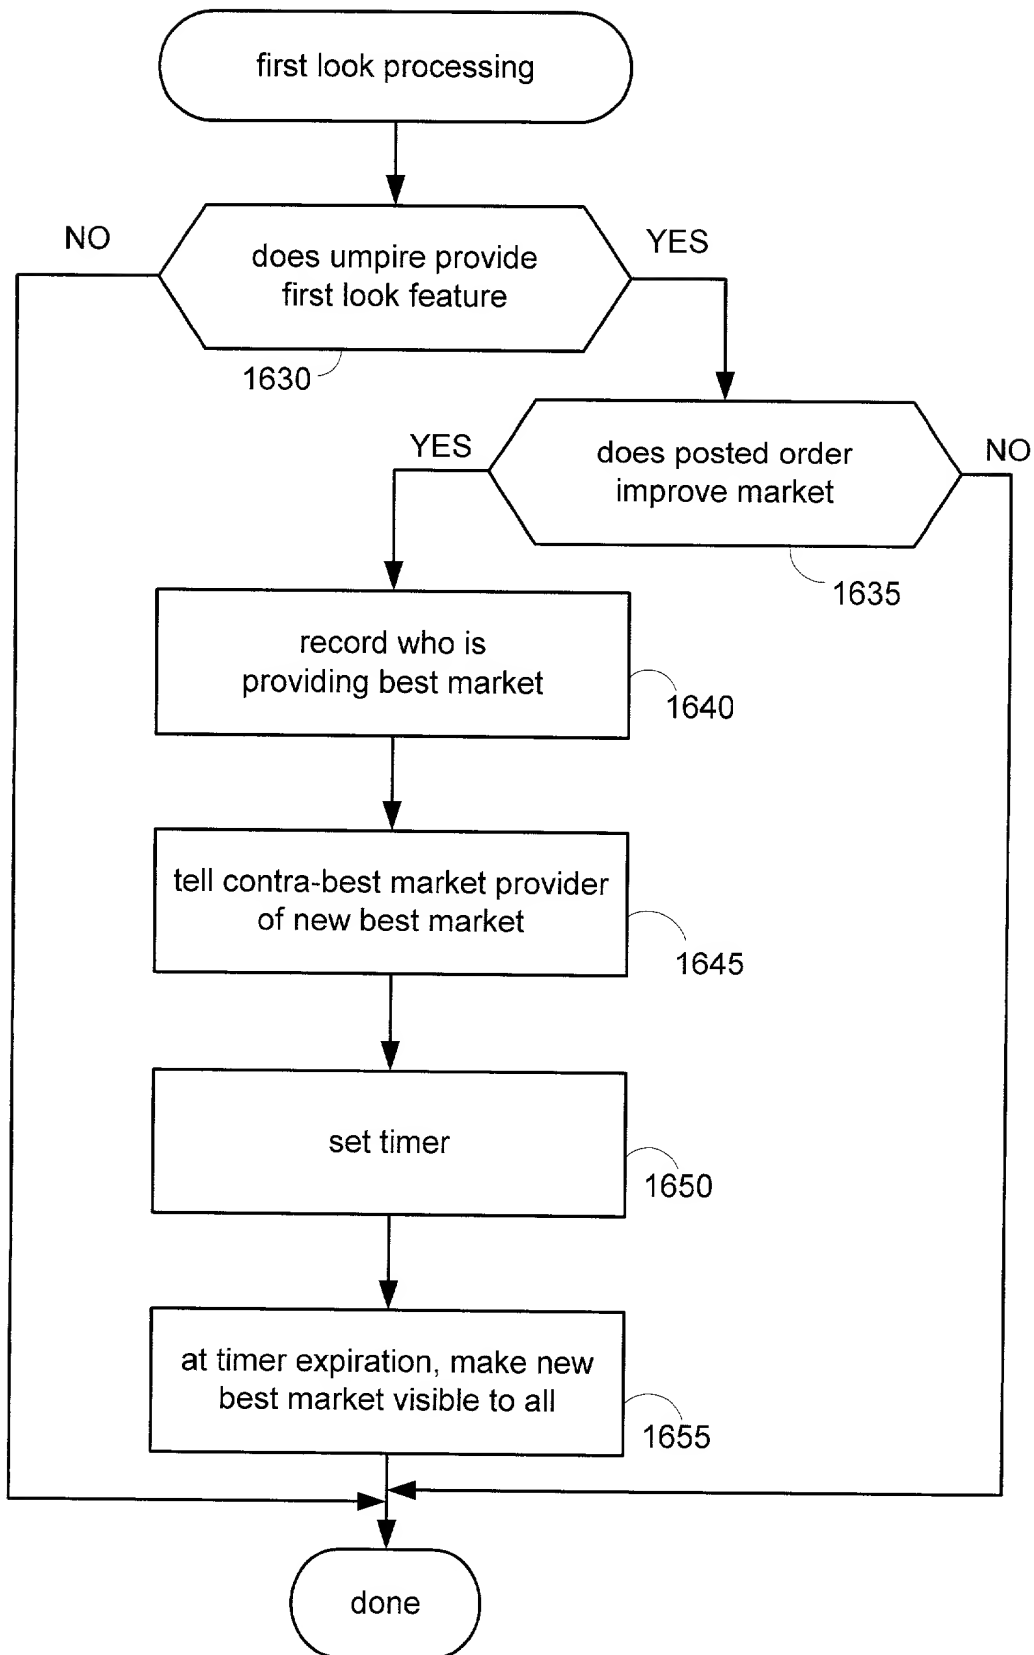 first look processing
NO
YES
does umpire provide
first look feature
1630
YES
NO
does posted order
improve market
1635
record who is
providing best market
1640
tell contra-best market provider
of new best market
1645
set timer
1650
at timer expiration, make new
best market visible to all
1655
done